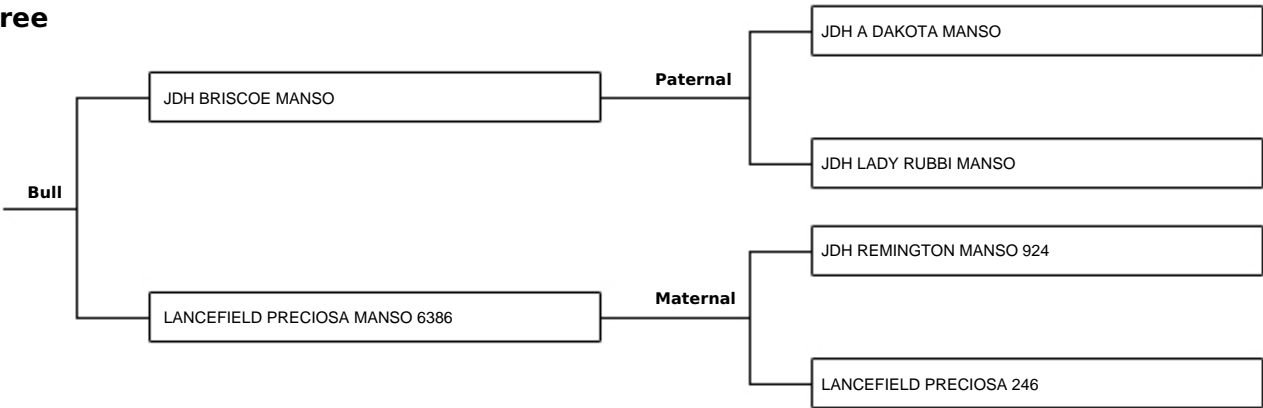 ree
JDH A DAKOTA MANSO
Paternal
JDH BRISCOE MANSO
JDH LADY RUBBI MANSO
Bull
JDH REMINGTON MANSO 924
Maternal
LANCEFIELD PRECIOSA MANSO 6386
LANCEFIELD PRECIOSA 246